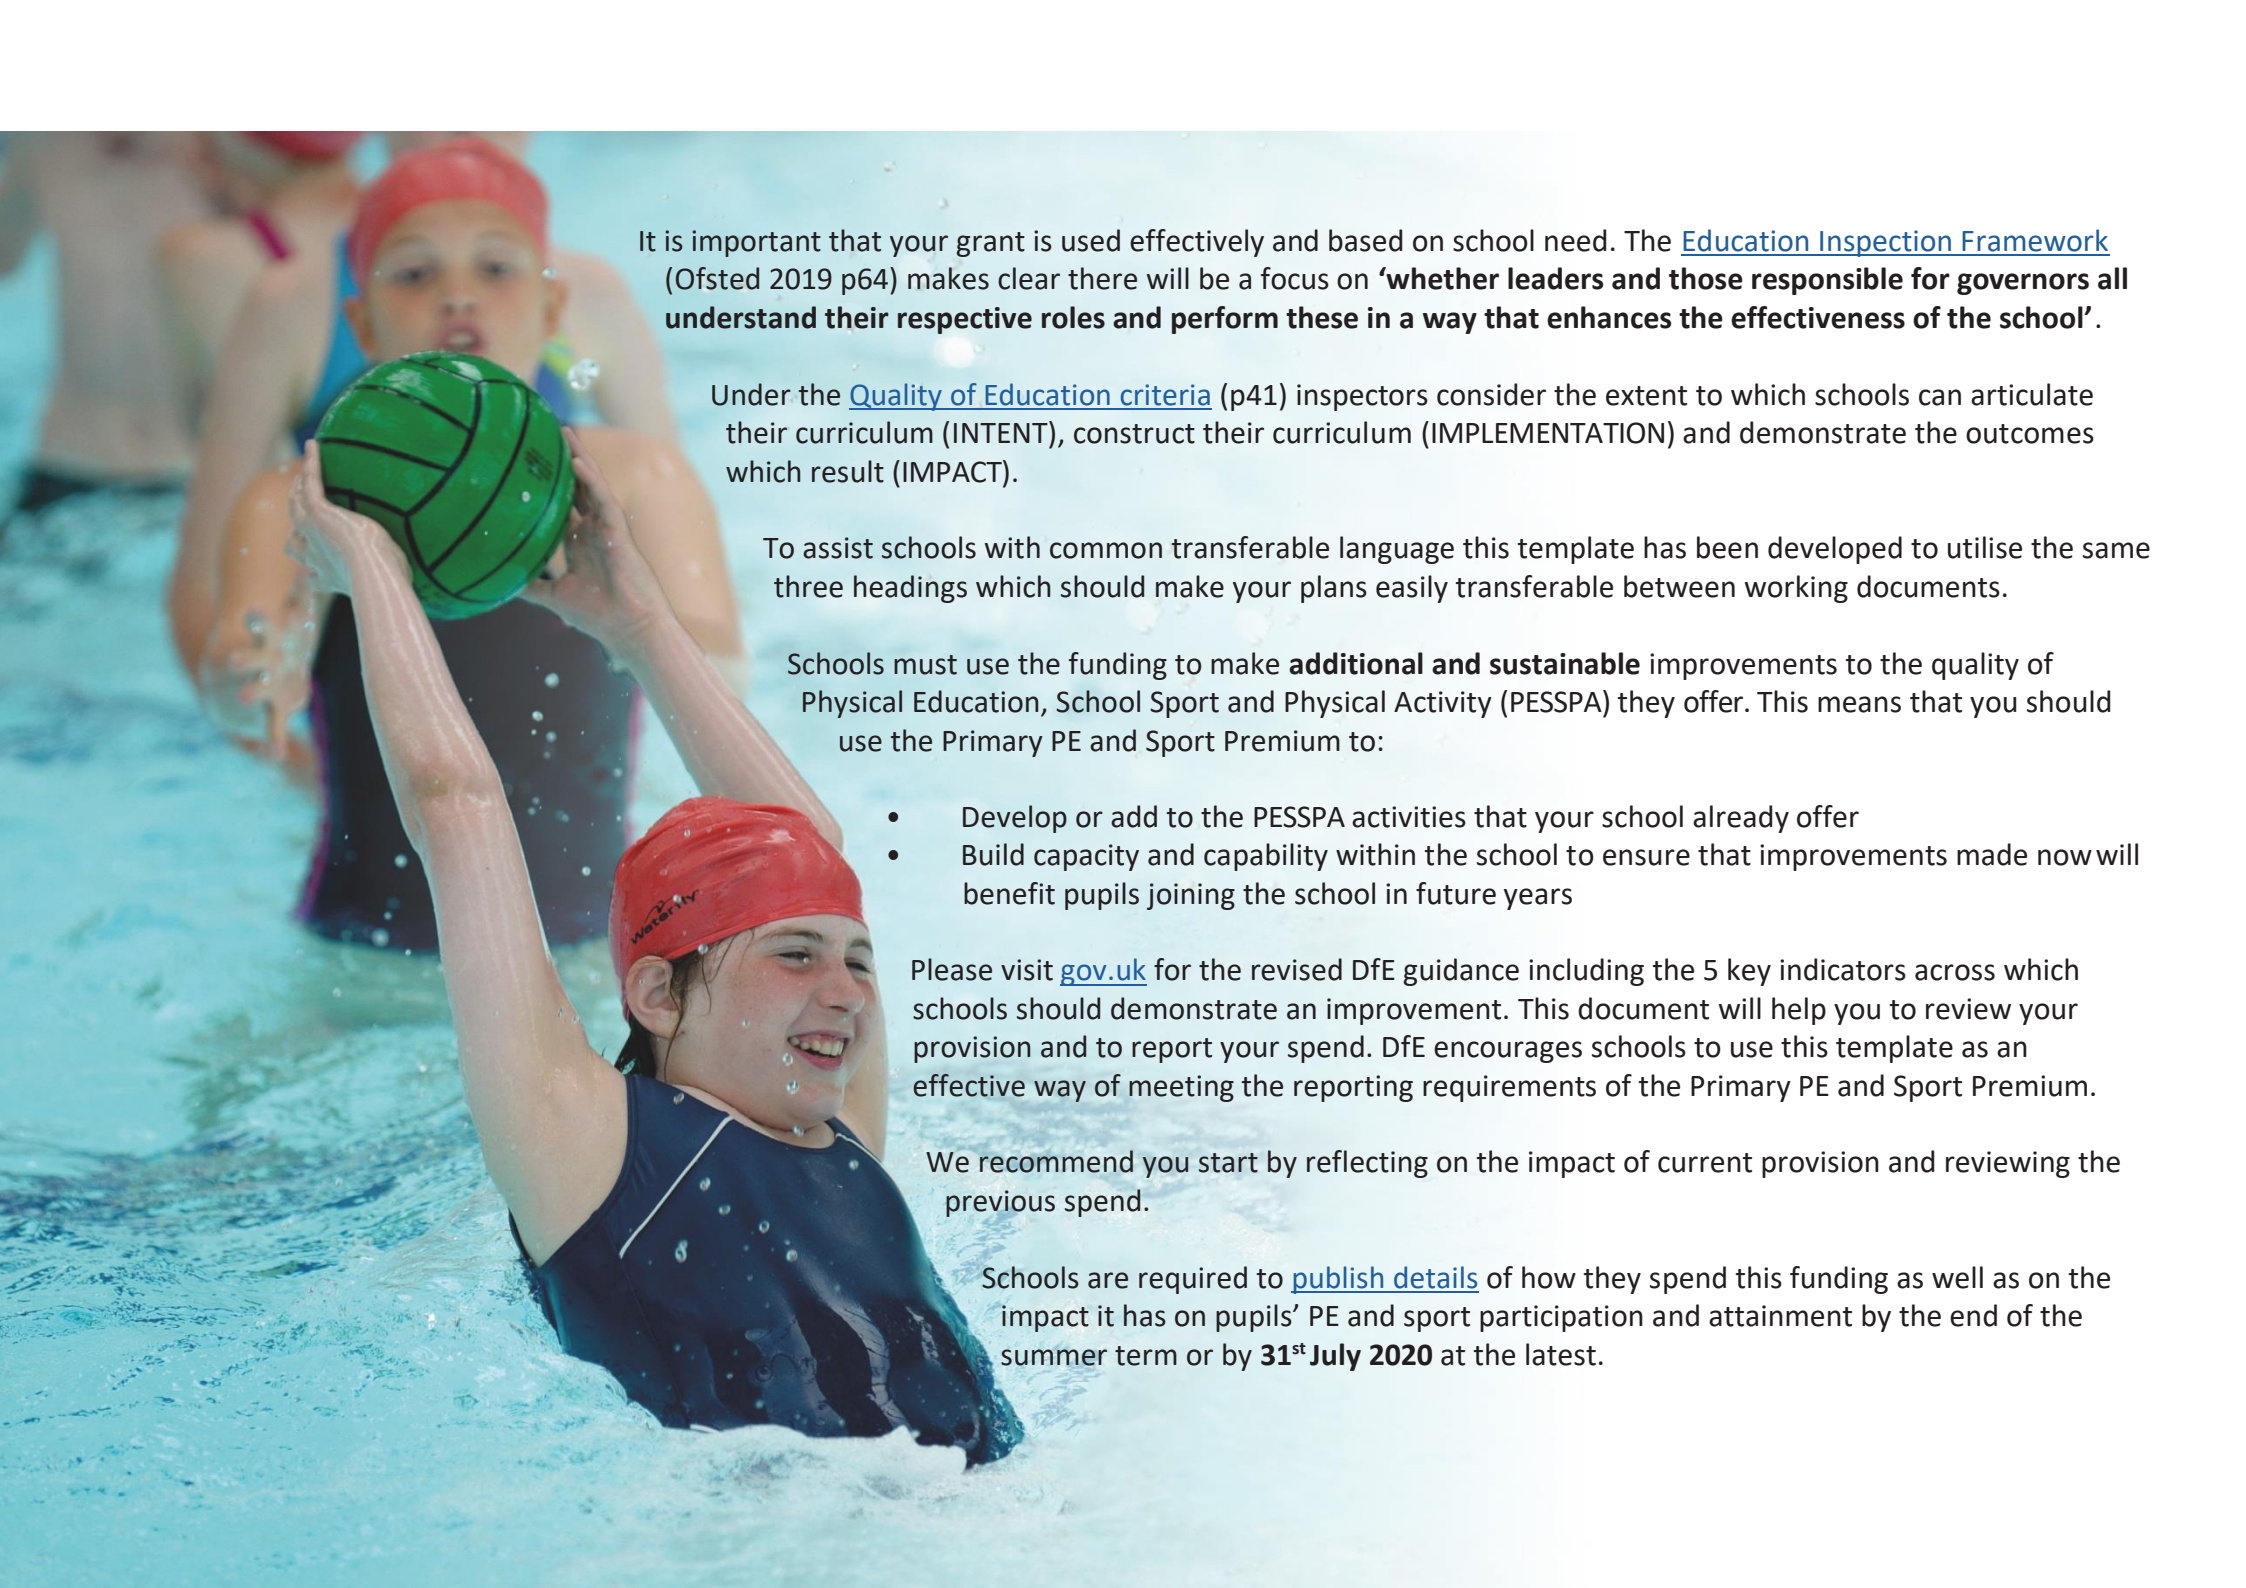 It is important that your grant is used effectively and based on school need. The Education Inspection Framework
(Ofsted 2019 p64) makes clear there will be a focus on ‘whether leaders and those responsible for governors all
understand their respective roles and perform these in a way that enhances the effectiveness of the school’.
Under the Quality of Education criteria (p41) inspectors consider the extent to which schools can articulate
their curriculum (INTENT), construct their curriculum (IMPLEMENTATION) and demonstrate the outcomes
which result (IMPACT).
To assist schools with common transferable language this template has been developed to utilise the same
three headings which should make your plans easily transferable between working documents.
Schools must use the funding to make additional and sustainable improvements to the quality of
Physical Education, School Sport and Physical Activity (PESSPA) they offer. This means that you should
use the Primary PE and Sport Premium to:
• Develop or add to the PESSPA activities that your school already offer
• Build capacity and capability within the school to ensure that improvements made now will
benefit pupils joining the school in future years
Please visit gov.uk for the revised DfE guidance including the 5 key indicators across which
schools should demonstrate an improvement. This document will help you to review your
provision and to report your spend. DfE encourages schools to use this template as an
effective way of meeting the reporting requirements of the Primary PE and Sport Premium.
We recommend you start by reflecting on the impact of current provision and reviewing the
previous spend.
Schools are required to publish details of how they spend this funding as well as on the
impact it has on pupils’ PE and sport participation and attainment by the end of the
summer term or by 31st July 2020 at the latest.
Waterfly